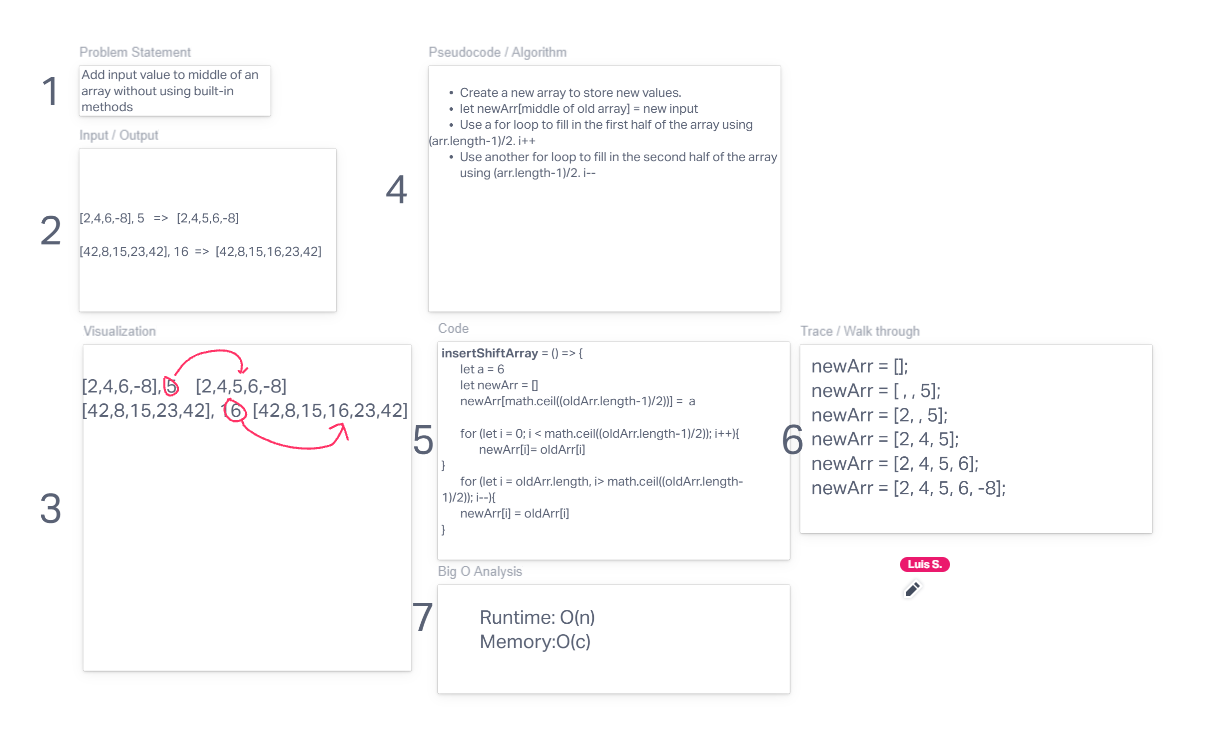 Problem Statement
1
Add input value to middle of an
array without using built-in
methods
Input / Output
2
[2,4,6,-8], 5 => [2,4,5,6,-8]
[42,8,15,23,42], 16 => [42,8,15,16,23,42]
Visualization
3
[2,4,6,-8], 5 [2,4,5,6,-8]
[42,8,15,23,42], 16 [42,8,15,16,23,42]
Pseudocode / Algorithm
4
• Create a new array to store new values.
• let newArr[middle of old array] = new input
• Use a for loop to fill in the first half of the array using
(arr.length-1)/2. i++
• Use another for loop to fill in the second half of the array
using (arr.length-1)/2. i--
Code
5
insertShiftArray = () => {
let a = 6
let newArr = []
newArr[math.ceil((oldArr.length-1)/2))] = a
for (let i = 0; i < math.ceil((oldArr.length-1)/2)); i++){
newArr[i]= oldArr[i]
}
for (let i = oldArr.length, i> math.ceil((oldArr.length-
1)/2)); i--){
newArr[i] = oldArr[i]
}
Trace / Walk through
6
newArr = [];
newArr = [ , , 5];
newArr = [2, , 5];
newArr = [2, 4, 5];
newArr = [2, 4, 5, 6];
newArr = [2, 4, 5, 6, -8];
Luis S.
Big O Analysis
7
Runtime: O(n)
Memory:O(c)